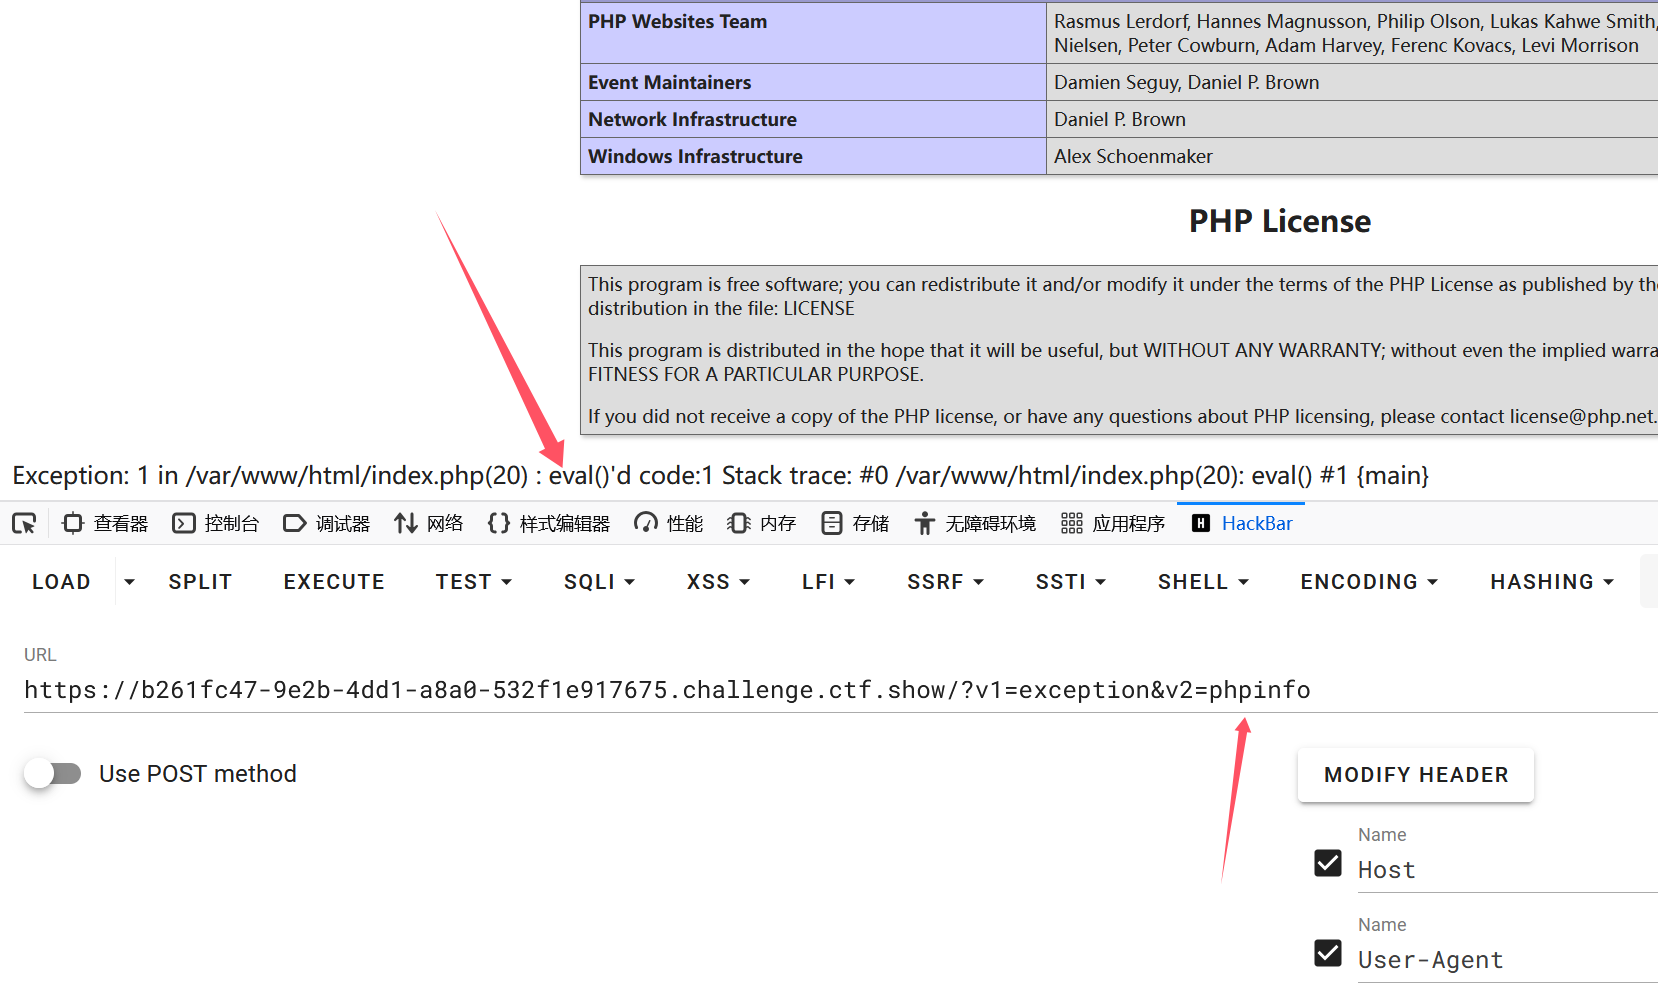 PHP Websites Team
Rasmus Lerdorf, Hannes Magnusson, Philip Olson, Lukas Kahwe Smith,
Nielsen, Peter Cowburn, Adam Harvey, Ferenc Kovacs, Levi Morrison
Event Maintainers
Damien Seguy, Daniel P. Brown
Network Infrastructure
Daniel P. Brown
Windows Infrastructure
Alex Schoenmaker
PHP License
This program is free software; you can redistribute it and/or modify it under the terms of the PHP License as published by the
distribution in the file: LICENSE
This program is distributed in the hope that it will be useful, but WITHOUT ANY WARRANTY; without even the implied warra
FITNESS FOR A PARTICULAR PURPOSE.
If you did not receive a copy of the PHP license, or have any questions about PHP licensing, please contact license@php.net.
Exception: 1 in /var/www/html/index.php(20) : eval()'d code:1 Stack trace: #0 /var/www/html/index.php(20): eval() #1 {main}
查看器 控制台 调试器 网络 样式编辑器 性能 内存 存储 无障碍环境 应用程序 HackBar
LOAD SPLIT EXECUTE TEST SQLI XSS LFI SSRF SSTI SHELL ENCODING HASHING
URL
https://b261fc47-9e2b-4dd1-a8a0-532f1e917675.challenge.ctf.show/?v1=exception&v2=phpinfo
Use POST method
MODIFY HEADER
Name
Host
Name
User-Agent